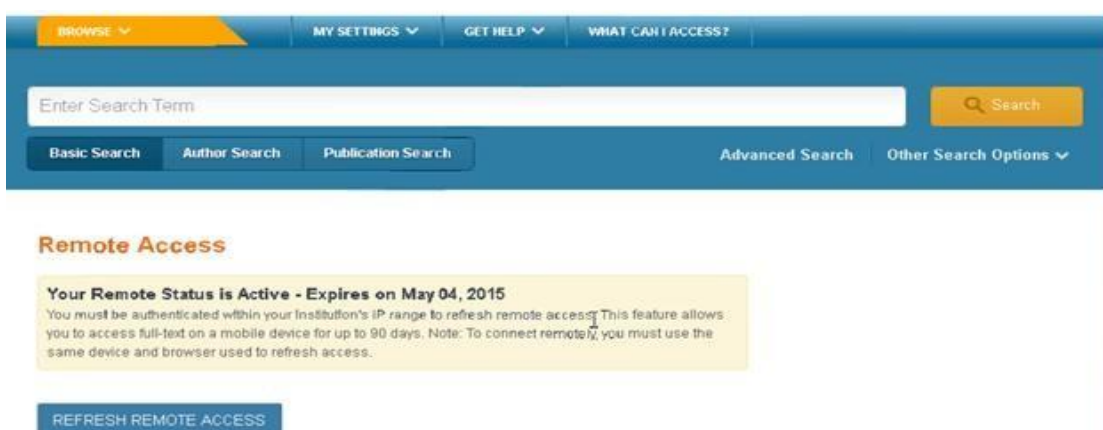 BROWSE MY SETTINGS GET HELP WHAT CAN I ACCESS?
Enter Search Term Search
Basic Search Author Search Publication Search Advanced Search Other Search Options
Remote Access
Your Remote Status is Active - Expires on May 04, 2015
You must be authenticated within your Institution's IP range to refresh remote access. This feature allows
you to access full-text on a mobile device for up to 90 days. Note: To connect remotely, you must use the
same device and browser used to refresh access.
REFRESH REMOTE ACCESS